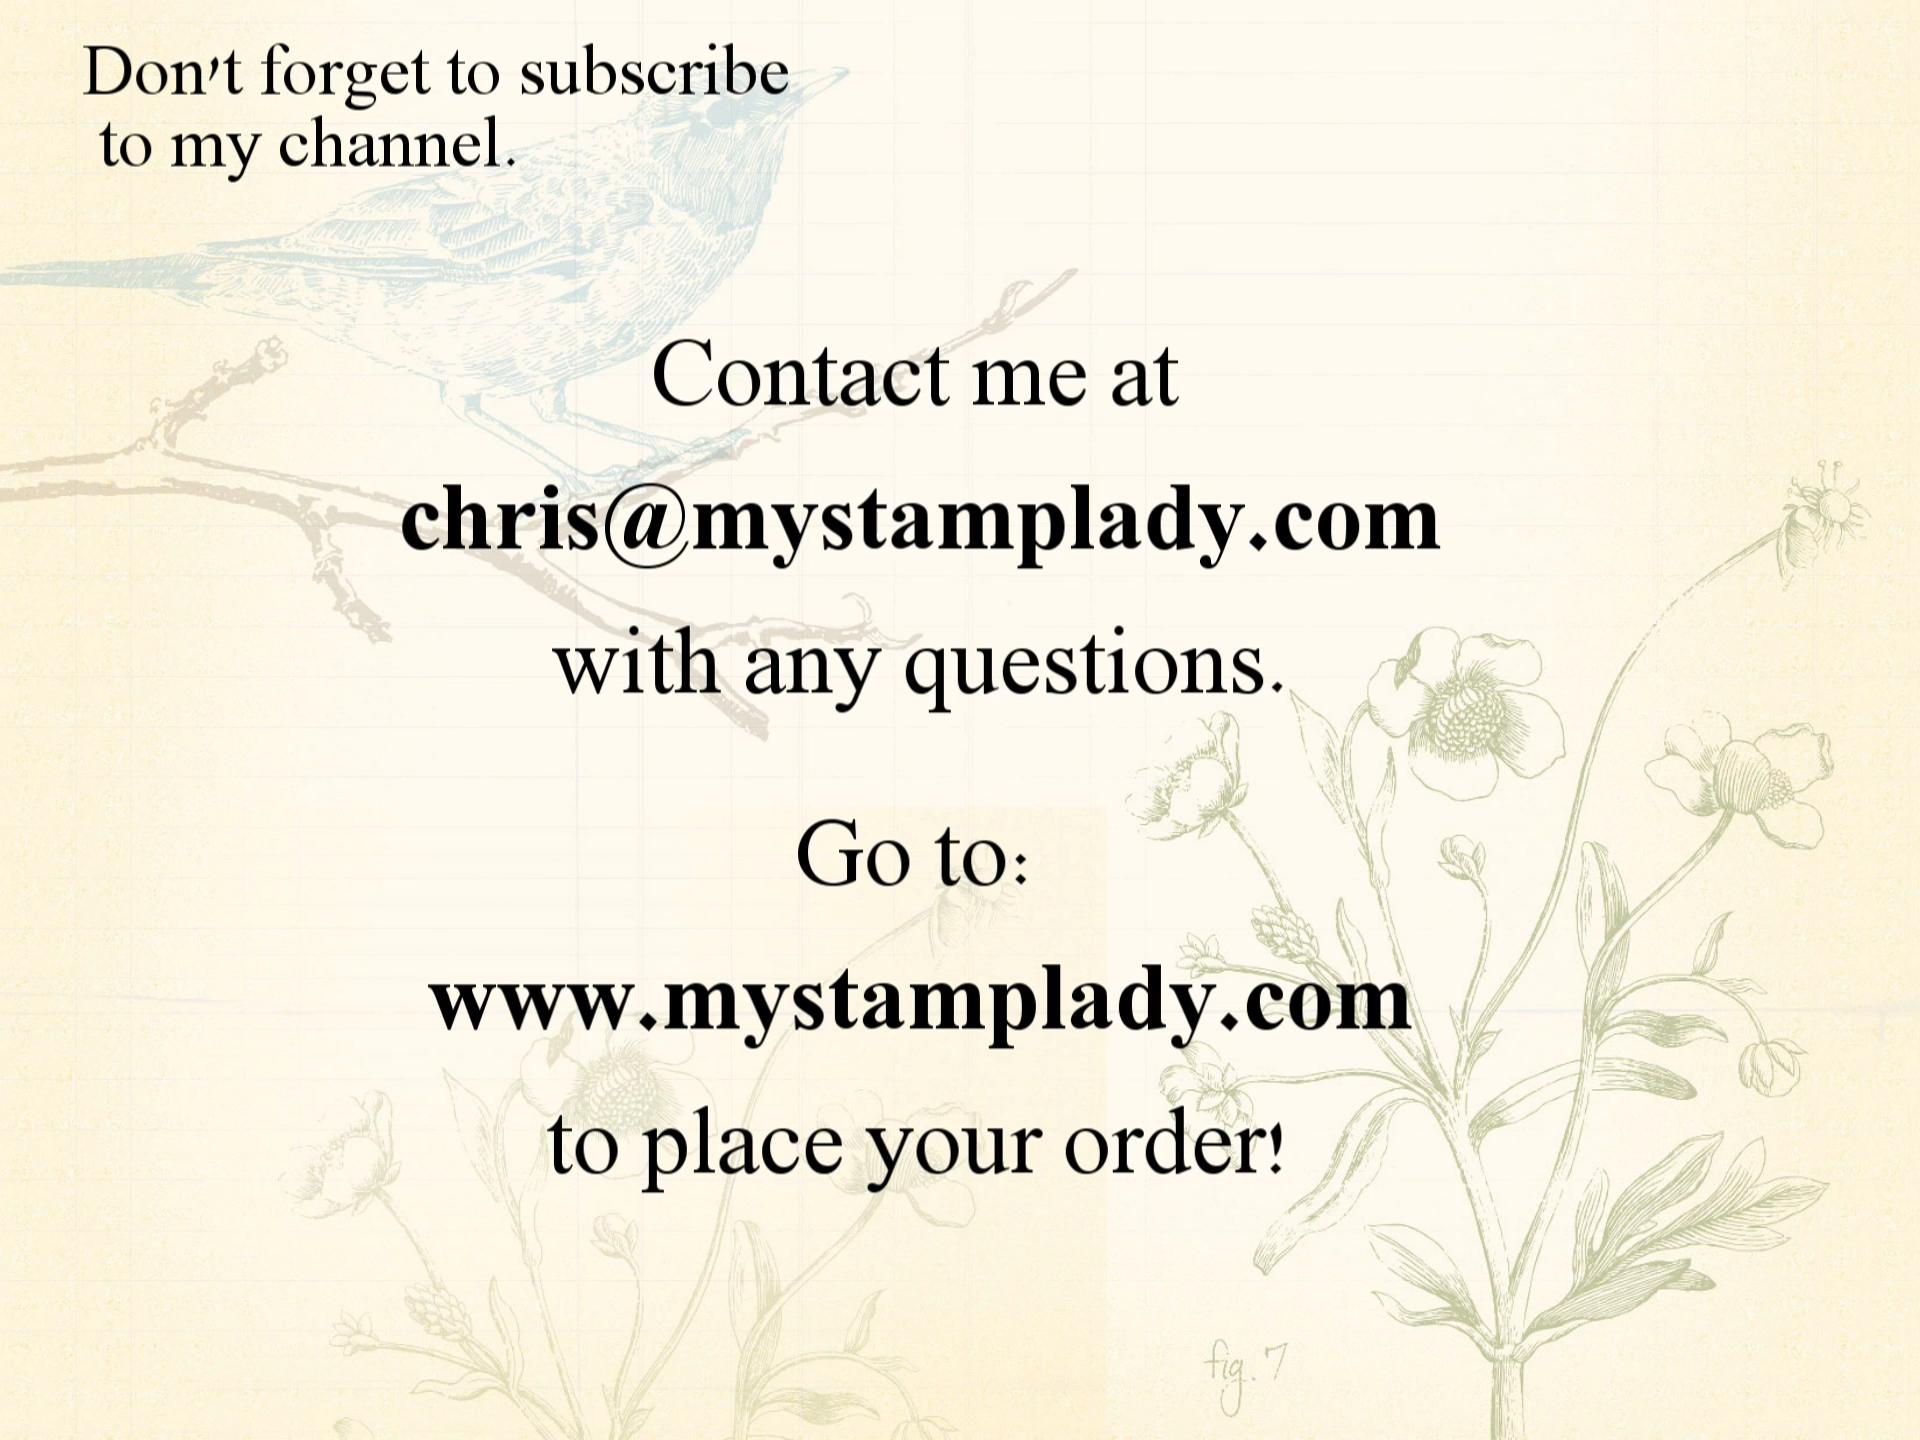 Don't forget to subscribe
to my channel.
Contact me at
chris@mystamplady.com
with any questions.
Go to:
www.mystamplady.com
to place your order!
fig. 7